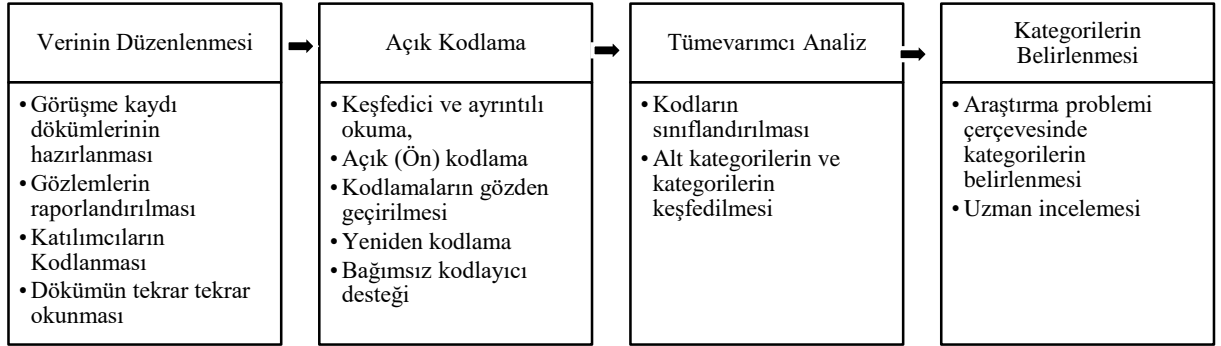 Verinin Düzenlenmesi
• Görüşme kaydı
dökümlerinin
hazırlanması
• Gözlemlerin
raporlandırılması
• Katılımcıların
Kodlanması
• Dökümün tekrar tekrar
okunması
Açık Kodlama
• Keşfedici ve ayrıntılı
okuma,
• Açık (Ön) kodlama
• Kodlamaların gözden
geçirilmesi
• Yeniden kodlama
• Bağımsız kodlayıcı
desteği
Tümevarımcı Analiz
• Kodların
sınıflandırılması
• Alt kategorilerin ve
kategorilerin
keşfedilmesi
Kategorilerin
Belirlenmesi
• Araştırma problemi
çerçevesinde
kategorilerin
belirlenmesi
• Uzman incelemesi